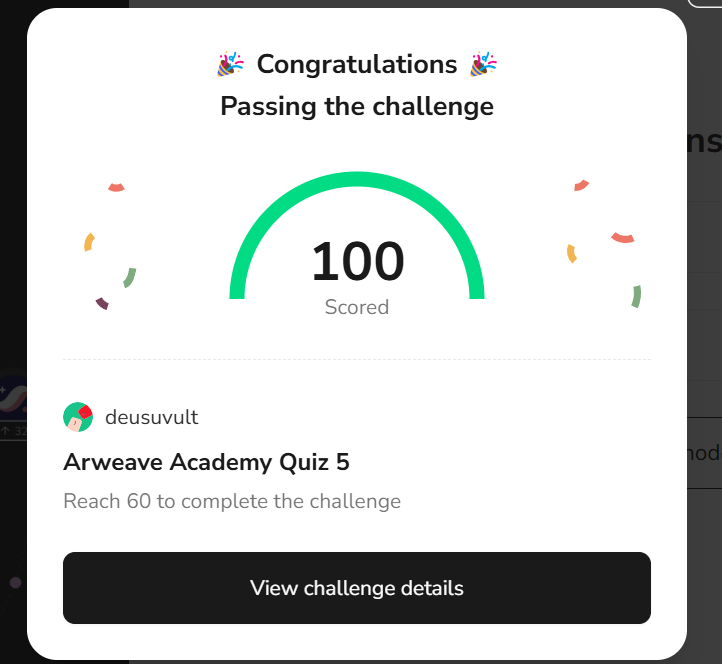 🎉 Congratulations 🎉
Passing the challenge
100
Scored
deusuvult
Arweave Academy Quiz 5
Reach 60 to complete the challenge
View challenge details